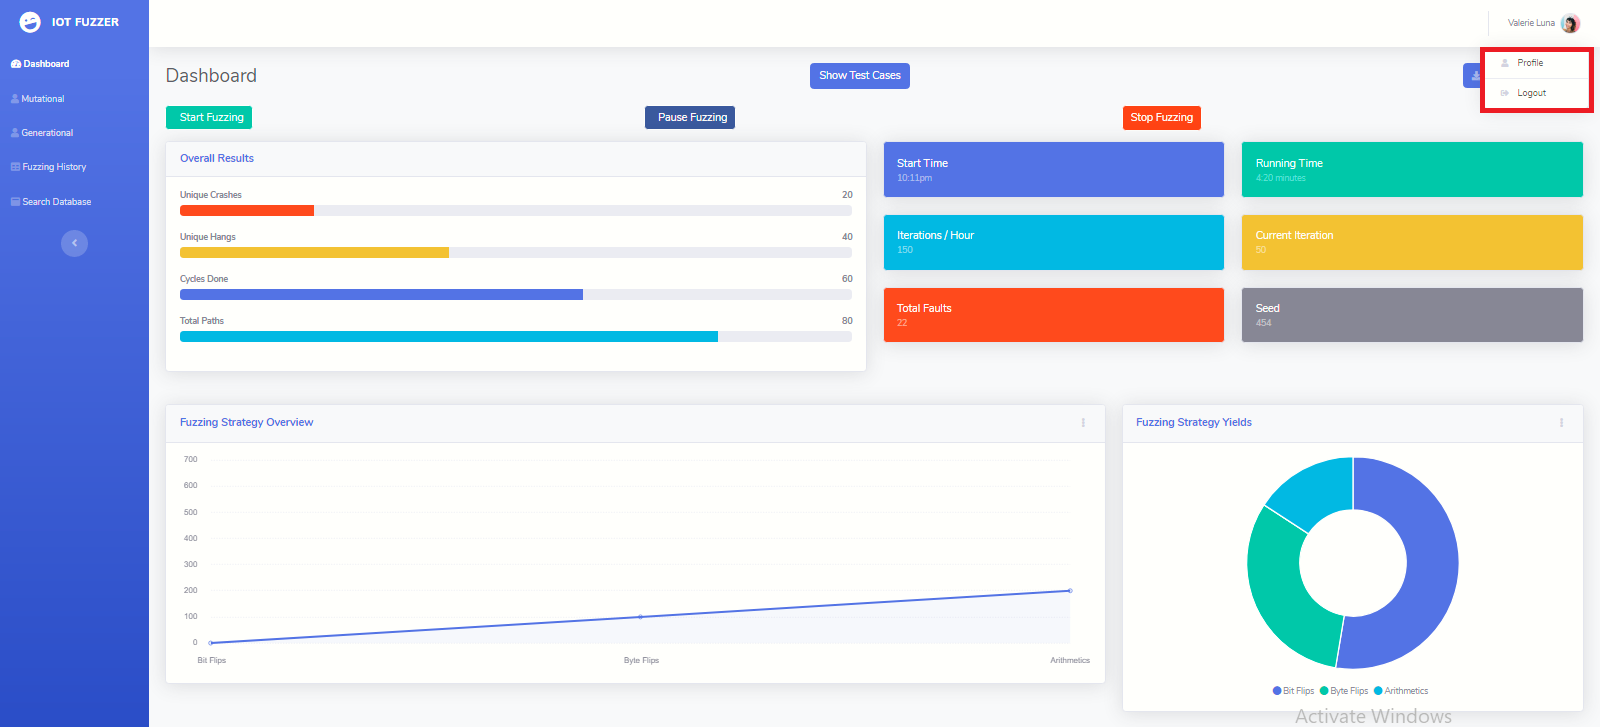 IOT FUZZER
Valerie Luna
Profile
Logout
Dashboard
Mutational
Generational
Fuzzing History
Search Database
Dashboard
Show Test Cases
Start Fuzzing
Pause Fuzzing
Stop Fuzzing
Overall Results
Unique Crashes 20
Unique Hangs 40
Cycles Done 60
Total Paths 80
Start Time
10:11pm
Running Time
4:20 minutes
Iterations / Hour
150
Current Iteration
50
Total Faults
22
Seed
454
Fuzzing Strategy Overview
700
600
500
400
300
200
100
0
Bit Flips Byte Flips Arithmetics
Fuzzing Strategy Yields
Bit Flips Byte Flips Arithmetics
Activate Windows